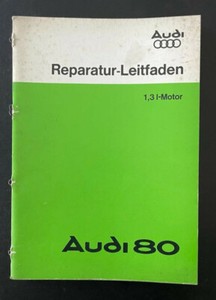 Audi
Reparatur-Leitfaden
1,3 l-Motor
Audi 80